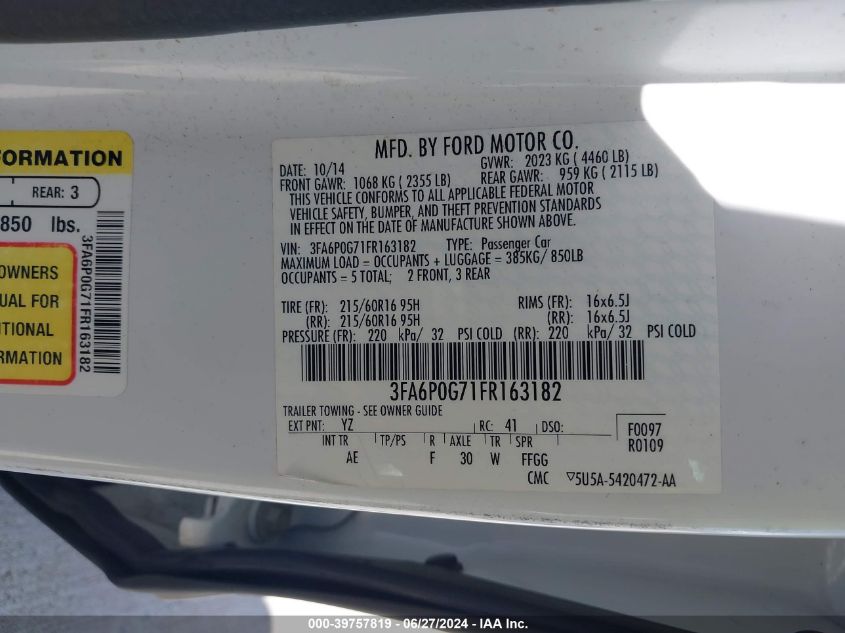 FORMATION
REAR: 3
850 lbs.
OWNERS
UAL FOR
ITIONAL
RMATION
3FA6P0G71FR163182
MFD. BY FORD MOTOR CO.
DATE: 10/14 GVWR: 2023 KG ( 4460 LB)
FRONT GAWR: 1068 KG ( 2355 LB) REAR GAWR: 959 KG ( 2115 LB)
THIS VEHICLE CONFORMS TO ALL APPLICABLE FEDERAL MOTOR
VEHICLE SAFETY, BUMPER, AND THEFT PREVENTION STANDARDS
IN EFFECT ON THE DATE OF MANUFACTURE SHOWN ABOVE.
VIN: 3FA6P0G71FR163182 TYPE: Passenger Car
MAXIMUM LOAD = OCCUPANTS + LUGGAGE = 385KG/ 850LB
OCCUPANTS = 5 TOTAL; 2 FRONT, 3 REAR
TIRE (FR): 215/60R16 95H RIMS (FR): 16x6.5J
(RR): 215/60R16 95H (RR): 16x6.5J
PRESSURE (FR): 220 kPa/ 32 PSI COLD (RR): 220 kPa/ 32 PSI COLD
3FA6P0G71FR163182
TRAILER TOWING - SEE OWNER GUIDE
EXT PNT: YZ RC: 41 DSO: F0097
R0109
INT TR TP/PS R AXLE TR SPR
AE F 30 W FFGG
CMC ▽5U5A-5420472-AA
000-39757819 - 06/27/2024 - IAA Inc.